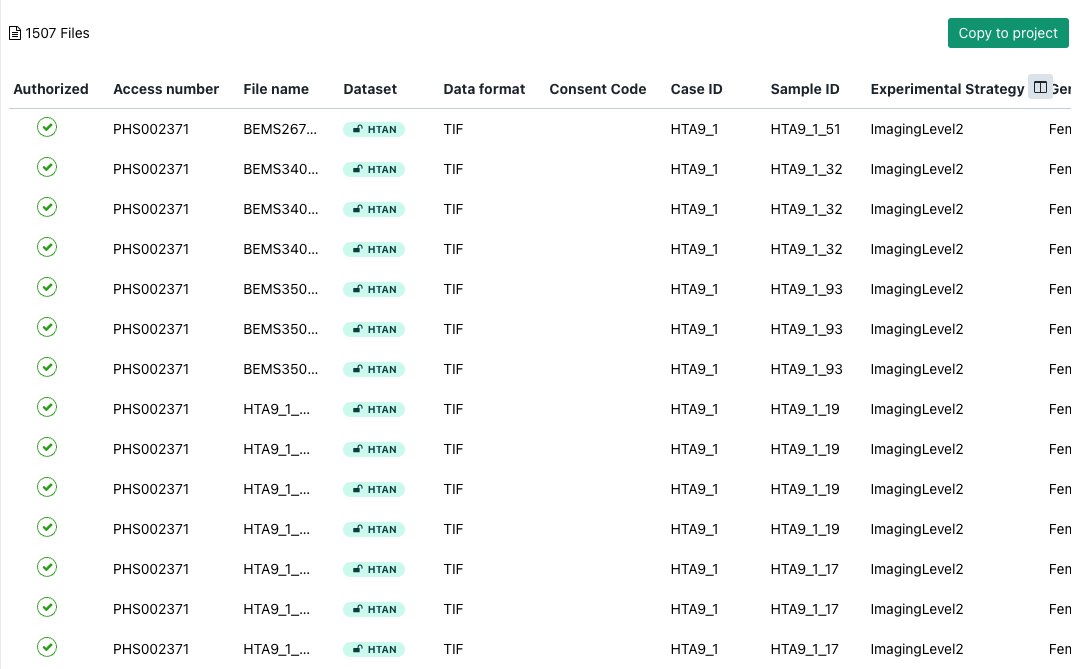 1507 Files Copy to project
Authorized Access number File name Dataset Data format Consent Code Case ID Sample ID Experimental Strategy
PHS002371 BEMS267... HTAN TIF HTA9_1 HTA9_1_51 ImagingLevel2 Fem
PHS002371 BEMS340... HTAN TIF HTA9_1 HTA9_1_32 ImagingLevel2 Fem
PHS002371 BEMS340... HTAN TIF HTA9_1 HTA9_1_32 ImagingLevel2 Fem
PHS002371 BEMS340... HTAN TIF HTA9_1 HTA9_1_32 ImagingLevel2 Fem
PHS002371 BEMS350... HTAN TIF HTA9_1 HTA9_1_93 ImagingLevel2 Fem
PHS002371 BEMS350... HTAN TIF HTA9_1 HTA9_1_93 ImagingLevel2 Fem
PHS002371 BEMS350... HTAN TIF HTA9_1 HTA9_1_93 ImagingLevel2 Fem
PHS002371 HTA9_1_... HTAN TIF HTA9_1 HTA9_1_19 ImagingLevel2 Fem
PHS002371 HTA9_1_... HTAN TIF HTA9_1 HTA9_1_19 ImagingLevel2 Fem
PHS002371 HTA9_1_... HTAN TIF HTA9_1 HTA9_1_19 ImagingLevel2 Fem
PHS002371 HTA9_1_... HTAN TIF HTA9_1 HTA9_1_19 ImagingLevel2 Fem
PHS002371 HTA9_1_... HTAN TIF HTA9_1 HTA9_1_17 ImagingLevel2 Fem
PHS002371 HTA9_1_... HTAN TIF HTA9_1 HTA9_1_17 ImagingLevel2 Fem
PHS002371 HTA9_1_... HTAN TIF HTA9_1 HTA9_1_17 ImagingLevel2 Fem